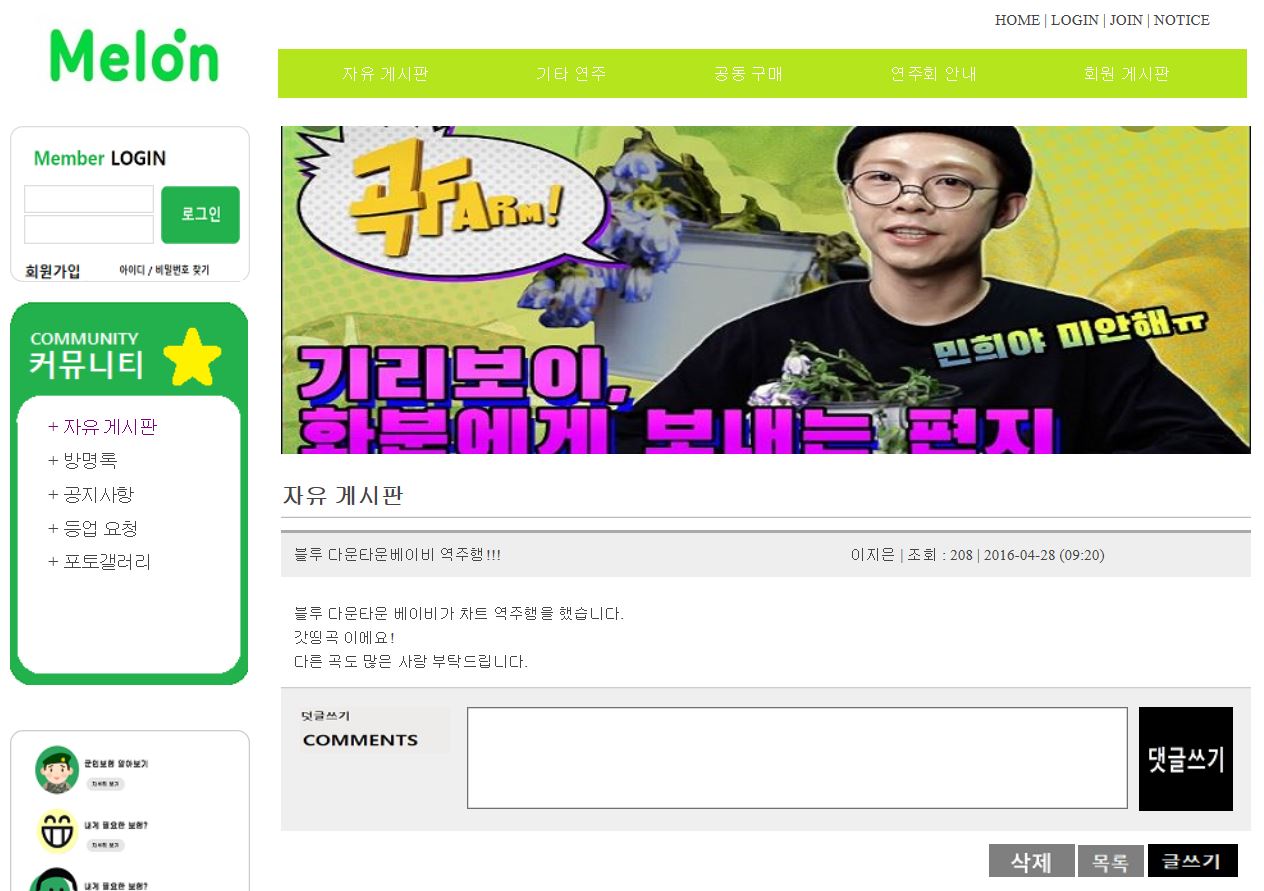 Melon
HOME | LOGIN | JOIN | NOTICE
자유 게시판 기타 연주 공동 구매 연주회 안내 회원 게시판
Member LOGIN
로그인
회원가입 아이디 / 비밀번호 찾기
COMMUNITY
커뮤니티
+ 자유 게시판
+ 방명록
+ 공지사항
+ 등업 요청
+ 포토갤러리
군인보험 알아보기
자세히 보기
내게 필요한 보험?
자세히 보기
내게 필요한 보험?
곡FARM!
민희야 미안해ㅠ
기리보이,
화분에게 보내는 편지
자유 게시판
블루 다운타운베이비 역주행!!!
이지은 | 조회 : 208 | 2016-04-28 (09:20)
블루 다운타운 베이비가 차트 역주행을 했습니다.
갓띵곡 이에요!
다른 곡도 많은 사랑 부탁드립니다.
덧글쓰기
COMMENTS
댓글쓰기
삭제 목록 글쓰기